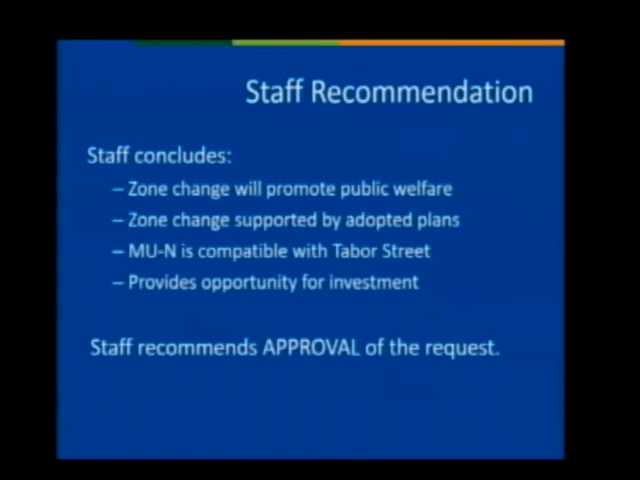 Staff Recommendation
Staff concludes:
– Zone change will promote public welfare
– Zone change supported by adopted plans
– MU-N is compatible with Tabor Street
– Provides opportunity for investment
Staff recommends APPROVAL of the request.